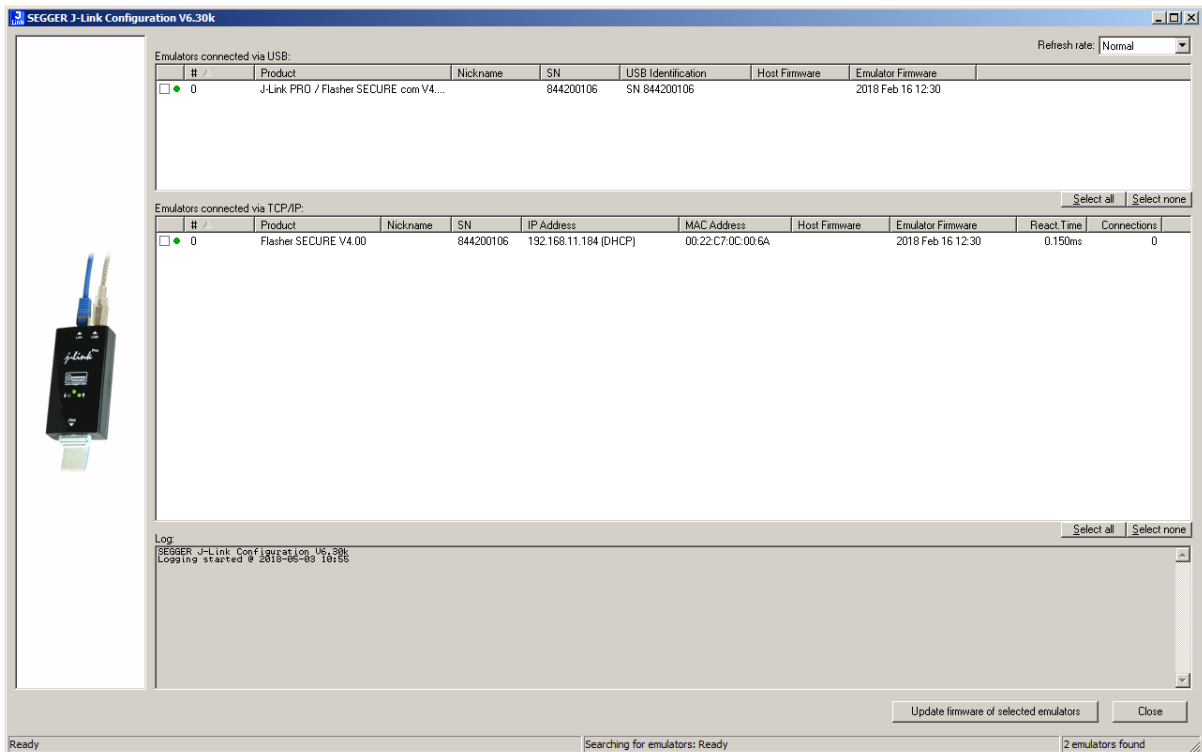 SEGGER J-Link Configuration V6.30k
Refresh rate: Normal
Emulators connected via USB:
# Product Nickname SN USB Identification Host Firmware Emulator Firmware
0 J-Link PRO / Flasher SECURE com V4.... 844200106 SN 844200106 2018 Feb 16 12:30
Select all Select none
Emulators connected via TCP/IP:
# Product Nickname SN IP Address MAC Address Host Firmware Emulator Firmware React.Time Connections
0 Flasher SECURE V4.00 844200106 192.168.11.184 (DHCP) 00:22:C7:0C:00:6A 2018 Feb 16 12:30 0.150ms 0
j-link
Select all Select none
Log:
SEGGER J-Link Configuration V6.30k
Logging started @ 2018-05-03 10:55
Update firmware of selected emulators Close
Ready Searching for emulators: Ready 2 emulators found